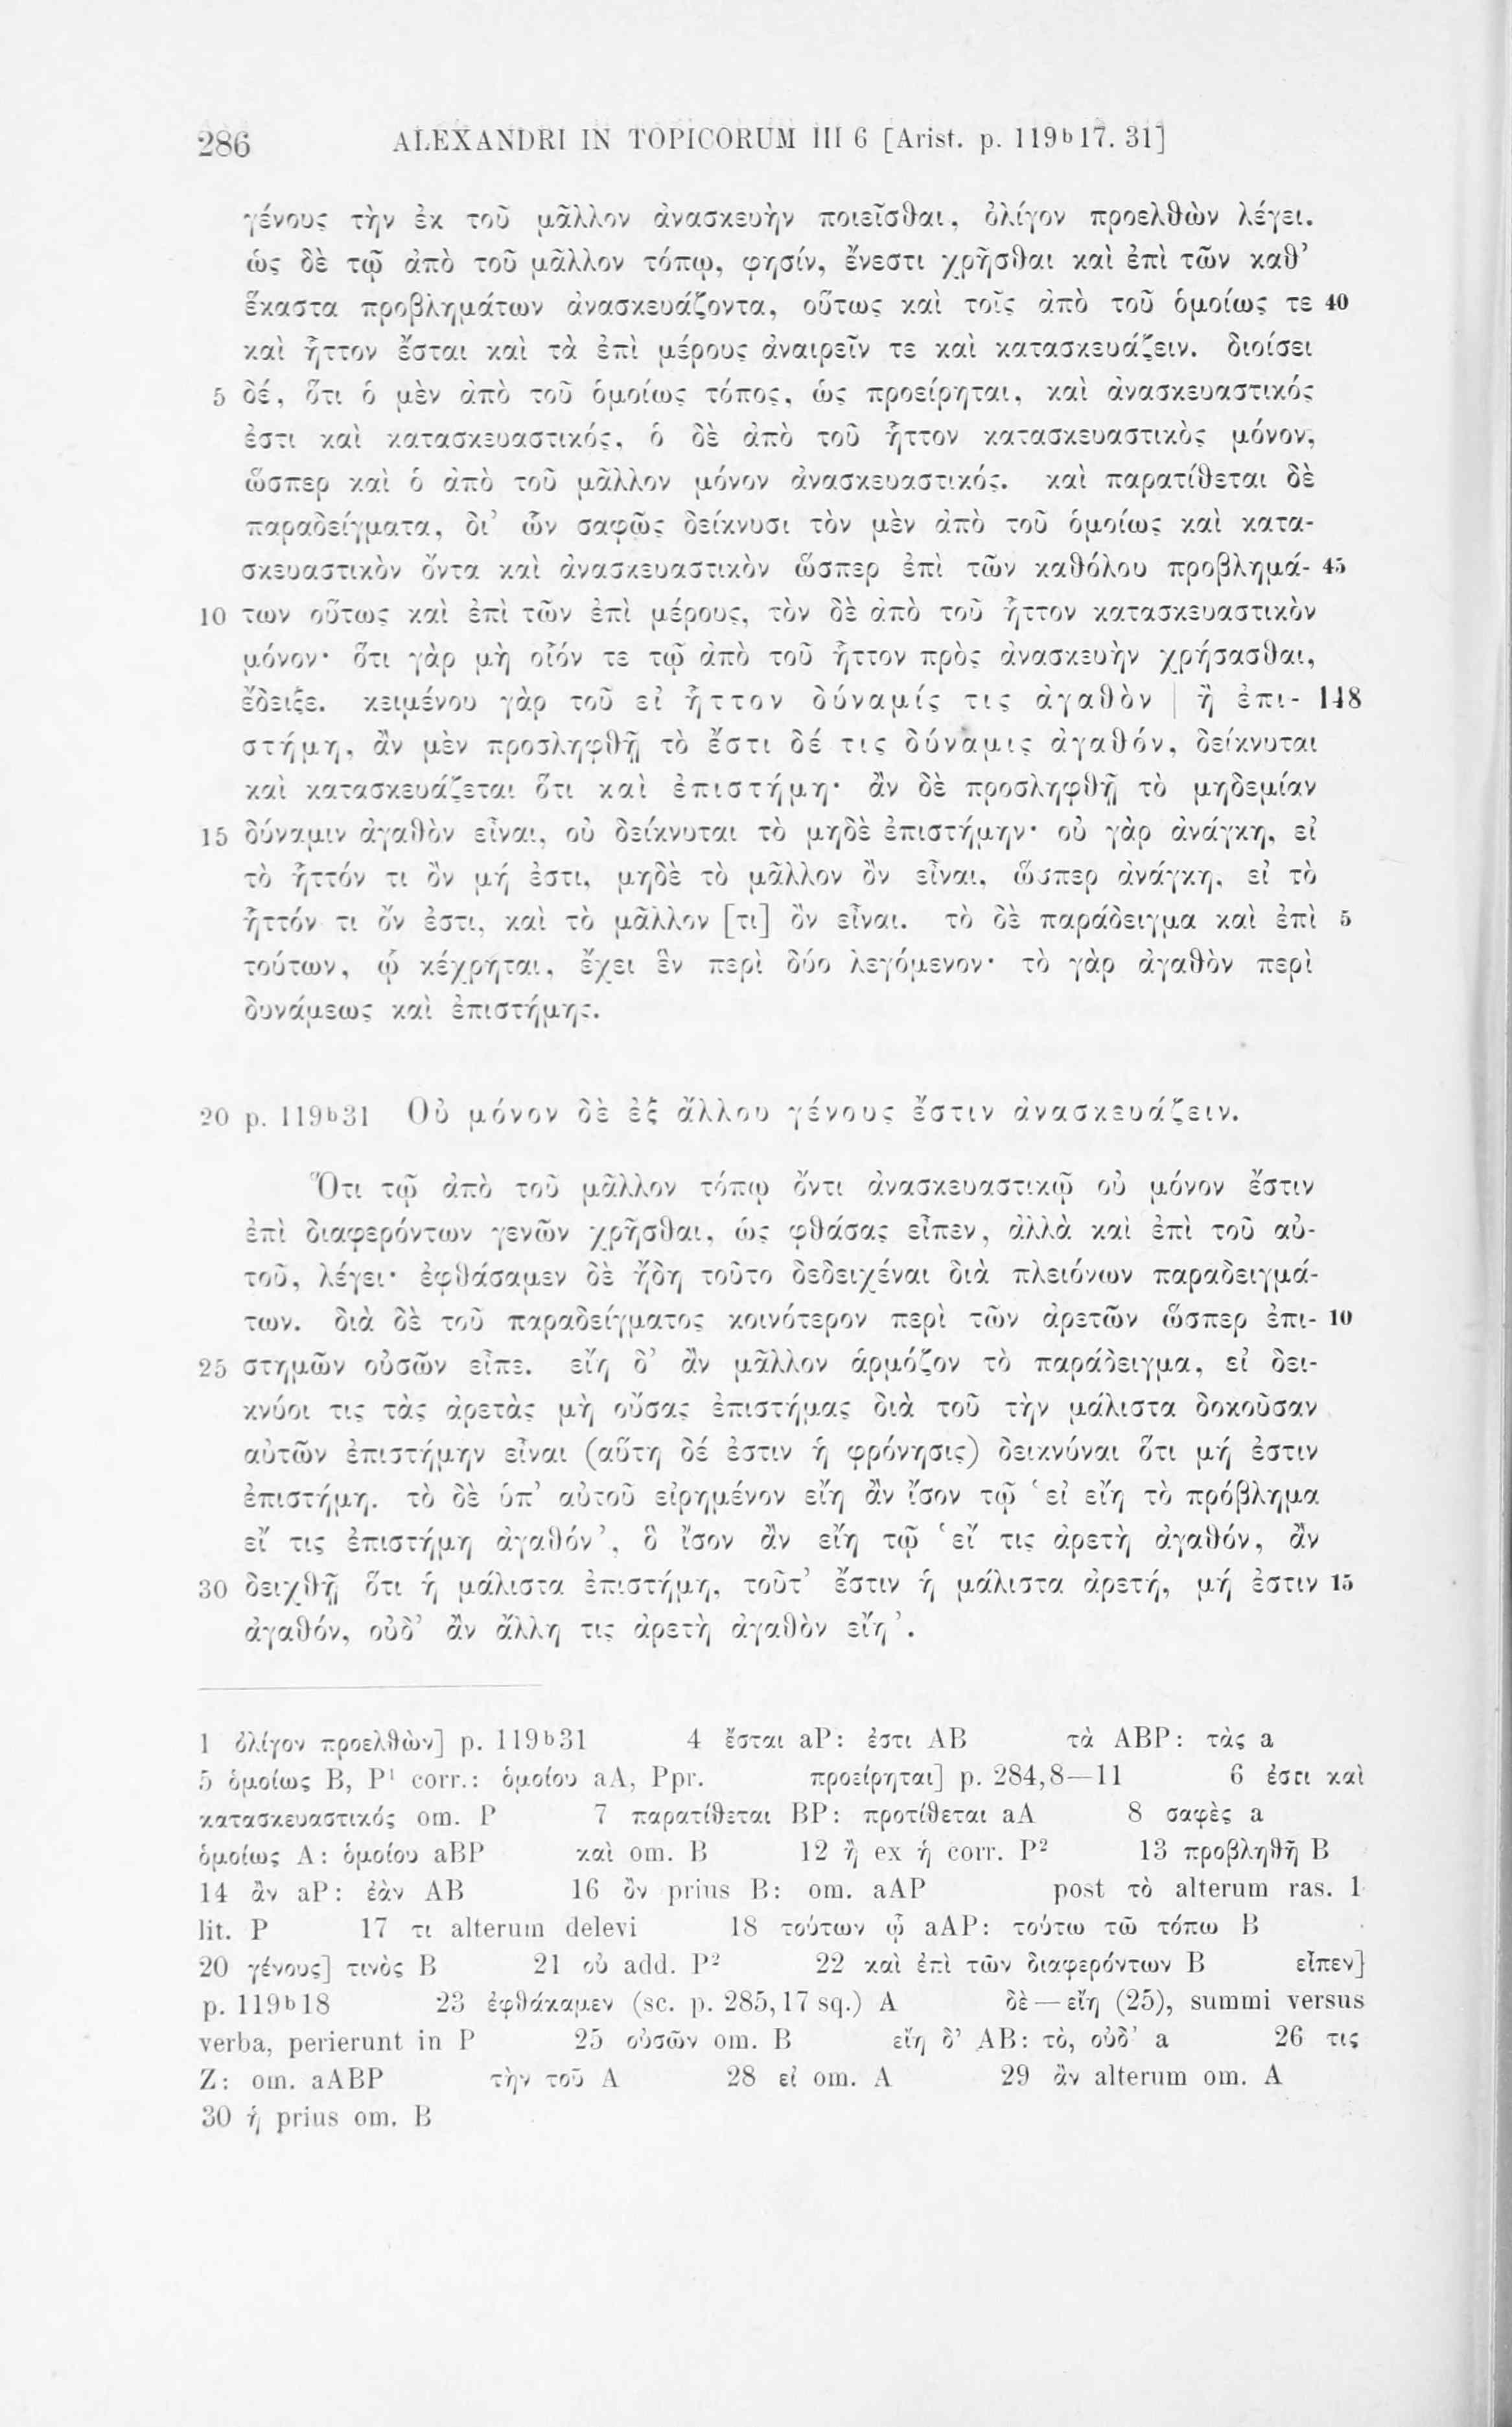 286 ALEXANDRI IN TOPICORUM III 6 [Arist. p. 119b17. 31]
γένους τὴν ἐκ τοῦ μᾶλλον ἀνασκευὴν ποιεῖσθαι, ὀλίγον προελθὼν λέγει.
ὡς δὲ τῷ ἀπὸ τοῦ μᾶλλον τόπῳ, φησίν, ἔνεστι χρῆσθαι καὶ ἐπὶ τῶν καθ’
ἕκαστα προβλημάτων ἀνασκευάζοντα, οὕτως καὶ τοῖς ἀπὸ τοῦ ὁμοίως τε 40
καὶ ἧττον ἔσται καὶ τὰ ἐπὶ μέρους ἀναιρεῖν τε καὶ κατασκευάζειν. διοίσει
5 δέ, ὅτι ὁ μὲν ἀπὸ τοῦ ὁμοίως τόπος, ὡς προείρηται, καὶ ἀνασκευαστικός
ἐστι καὶ κατασκευαστικός, ὁ δὲ ἀπὸ τοῦ ἧττον κατασκευαστικὸς μόνον,
ὥσπερ καὶ ὁ ἀπὸ τοῦ μᾶλλον μόνον ἀνασκευαστικός. καὶ παρατίθεται δὲ
παραδείγματα, δι’ ὧν σαφῶς δείκνυσι τὸν μὲν ἀπὸ τοῦ ὁμοίως καὶ κατα-
σκευαστικὸν ὄντα καὶ ἀνασκευαστικὸν ὥσπερ ἐπὶ τῶν καθόλου προβλημά- 45
10 των οὕτως καὶ ἐπὶ τῶν ἐπὶ μέρους, τὸν δὲ ἀπὸ τοῦ ἧττον κατασκευαστικὸν
μόνον· ὅτι γὰρ μὴ οἷόν τε τῷ ἀπὸ τοῦ ἧττον πρὸς ἀνασκευὴν χρήσασθαι,
ἔδειξε. κειμένου γὰρ τοῦ εἰ ἧττον δύναμίς τις ἀγαθὸν | ἢ ἐπι- 148
στήμη, ἂν μὲν προσληφθῇ τὸ ἔστι δέ τις δύναμις ἀγαθόν, δείκνυται
καὶ κατασκευάζεται ὅτι καὶ ἐπιστήμη· ἂν δὲ προσληφθῇ τὸ μηδεμίαν
15 δύναμιν ἀγαθὸν εἶναι, οὐ δείκνυται τὸ μηδὲ ἐπιστήμην· οὐ γὰρ ἀνάγκη, εἰ
τὸ ἧττόν τι ὂν μή ἐστι, μηδὲ τὸ μᾶλλον ὂν εἶναι, ὥσπερ ἀνάγκη, εἰ τὸ
ἧττόν τι ὄν ἐστι, καὶ τὸ μᾶλλον [τι] ὂν εἶναι. τὸ δὲ παράδειγμα καὶ ἐπὶ 5
τούτων, ᾧ κέχρηται, ἔχει ἓν περὶ δύο λεγόμενον· τὸ γὰρ ἀγαθὸν περὶ
δυνάμεως καὶ ἐπιστήμης.
20 p. 119b31 Οὐ μόνον δὲ ἐξ ἄλλου γένους ἔστιν ἀνασκευάζειν.
Ὅτι τῷ ἀπὸ τοῦ μᾶλλον τόπῳ ὄντι ἀνασκευαστικῷ οὐ μόνον ἔστιν
ἐπὶ διαφερόντων γενῶν χρῆσθαι, ὡς φθάσας εἶπεν, ἀλλὰ καὶ ἐπὶ τοῦ αὐ-
τοῦ, λέγει· ἐφθάσαμεν δὲ ἤδη τοῦτο δεδειχέναι διὰ πλειόνων παραδειγμά-
των. διὰ δὲ τοῦ παραδείγματος κοινότερον περὶ τῶν ἀρετῶν ὥσπερ ἐπι- 10
25 στημῶν οὐσῶν εἶπε. εἴη δ’ ἂν μᾶλλον ἁρμόζον τὸ παράδειγμα, εἰ δει-
κνύοι τις τὰς ἀρετὰς μὴ οὔσας ἐπιστήμας διὰ τοῦ τὴν μάλιστα δοκοῦσαν
αὐτῶν ἐπιστήμην εἶναι (αὕτη δέ ἐστιν ἡ φρόνησις) δεικνύναι ὅτι μή ἐστιν
ἐπιστήμη. τὸ δὲ ὑπ’ αὐτοῦ εἰρημένον εἴη ἂν ἴσον τῷ ‘εἰ εἴη τὸ πρόβλημα
εἴ τις ἐπιστήμη ἀγαθόν’, ὃ ἴσον ἂν εἴη τῷ ‘εἴ τις ἀρετὴ ἀγαθόν, ἂν
30 δειχθῇ ὅτι ἡ μάλιστα ἐπιστήμη, τοῦτ’ ἔστιν ἡ μάλιστα ἀρετή, μή ἐστιν 15
ἀγαθόν, οὐδ’ ἂν ἄλλη τις ἀρετὴ ἀγαθὸν εἴη’.
1 ὀλίγον προελθὼν] p. 119b31 4 ἔσται aP: ἐστι AB τὰ ABP: τὰς a
5 ὁμοίως B, P¹ corr.: ὁμοίου aA, Ppr. προείρηται] p. 284,8—11 6 ἐστι καὶ
κατασκευαστικός om. P 7 παρατίθεται BP: προτίθεται aA 8 σαφὲς a
ὁμοίως A: ὁμοίου aBP καὶ om. B 12 ἢ ex ἡ corr. P² 13 προβληθῇ B
14 ἂν aP: ἐὰν AB 16 ὂν prius B: om. aAP post τὸ alterum ras. 1
lit. P 17 τι alterum delevi 18 τούτων ᾧ aAP: τούτω τῶ τόπω B
20 γένους] τινὸς B 21 οὐ add. P² 22 καὶ ἐπὶ τῶν διαφερόντων B εἶπεν]
p. 119b18 23 ἐφθάκαμεν (sc. p. 285,17 sq.) A δὲ — εἴη (25), summi versus
verba, perierunt in P 25 οὐσῶν om. B εἴη δ’ AB: τὸ, οὐδ’ a 26 τις
Z: om. aABP τὴν τοῦ A 28 εἰ om. A 29 ἂν alterum om. A
30 ἡ prius om. B